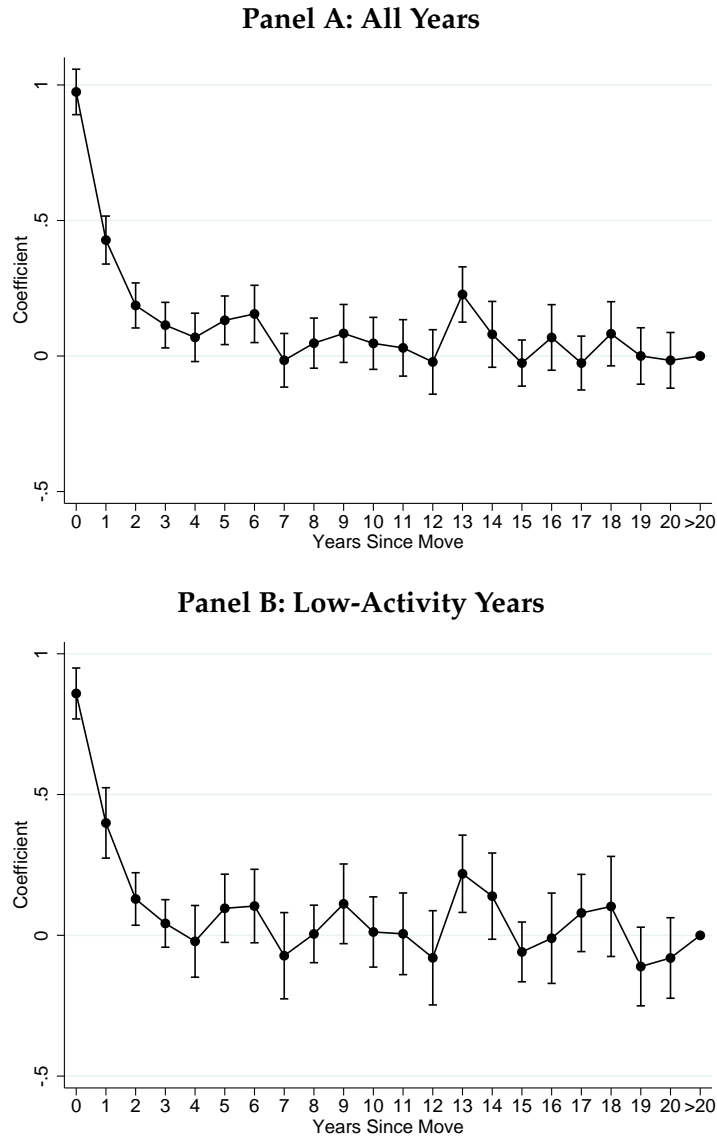 Panel A: All Years
1
.5
0
-.5
Coefficient
0 1 2 3 4 5 6 7 8 9 10 11 12 13 14 15 16 17 18 19 20 >20
Years Since Move
Panel B: Low-Activity Years
1
.5
0
-.5
Coefficient
0 1 2 3 4 5 6 7 8 9 10 11 12 13 14 15 16 17 18 19 20 >20
Years Since Move